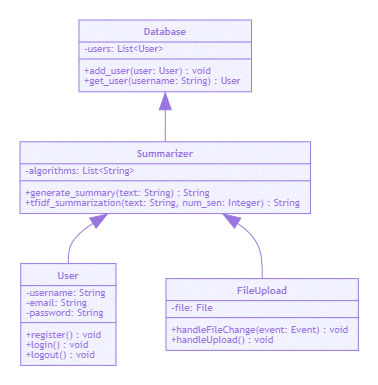 Database
-users: List<User>
+add_user(user: User) : void
+get_user(username: String) : User
Summarizer
-algorithms: List<String>
+generate_summary(text: String) : String
+tfidf_summarization(text: String, num_sen: Integer) : String
User
-username: String
-email: String
-password: String
+register() : void
+login() : void
+logout() : void
FileUpload
-file: File
+handleFileChange(event: Event) : void
+handleUpload() : void